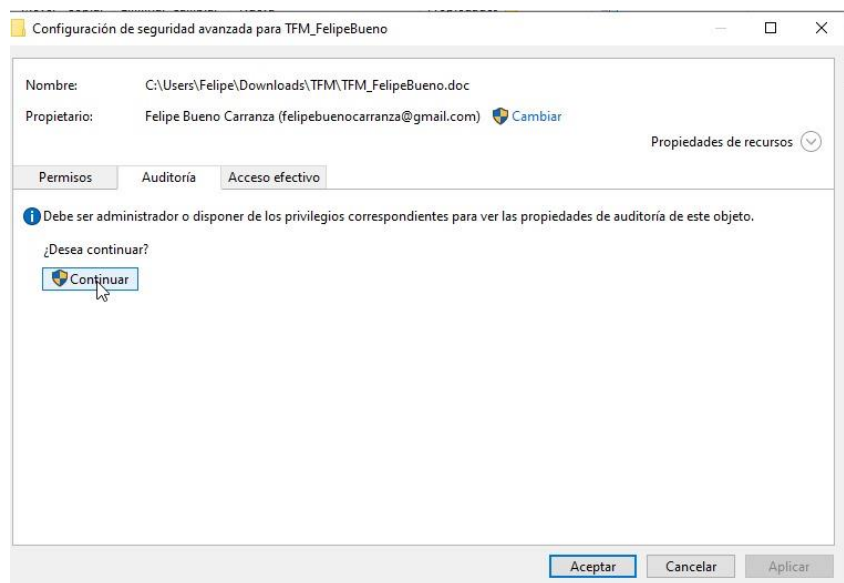 Configuración de seguridad avanzada para TFM_FelipeBueno
Nombre: C:\Users\Felipe\Downloads\TFM\TFM_FelipeBueno.doc
Propietario: Felipe Bueno Carranza (felipebuenocarranza@gmail.com) Cambiar
Propiedades de recursos
Permisos Auditoría Acceso efectivo
Debe ser administrador o disponer de los privilegios correspondientes para ver las propiedades de auditoría de este objeto.
¿Desea continuar?
Continuar
Aceptar Cancelar Aplicar